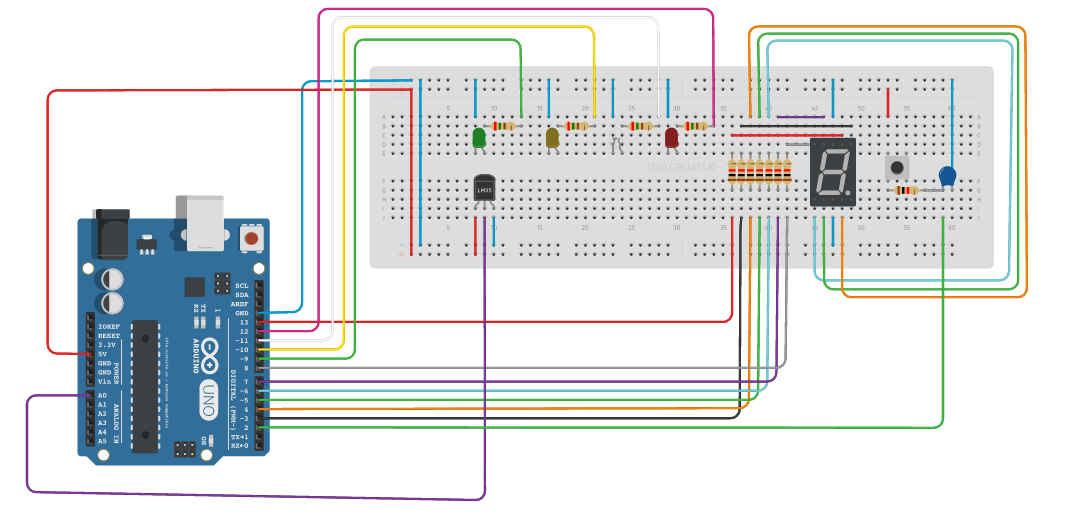 5 10 15 20 25 30 35 40 45 50 55 60
A A
B B
C C
D D
E E
123D CIRCUITS.IO
F F
G G
H H
I I
J J
5 10 15 20 25 30 35 40 45 50 55 60
LM35
SCL
SDA
AREF
GND
13
12
~11
~10
~9
8
7
~6
~5
4
~3
2
TX→1
RX←0
DIGITAL (PWM~)
IOREF
RESET
3.3V
5V
GND
GND
Vin
POWER
A0
A1
A2
A3
A4
A5
ANALOG IN
RX
TX
L
ARDUINO
UNO
ON